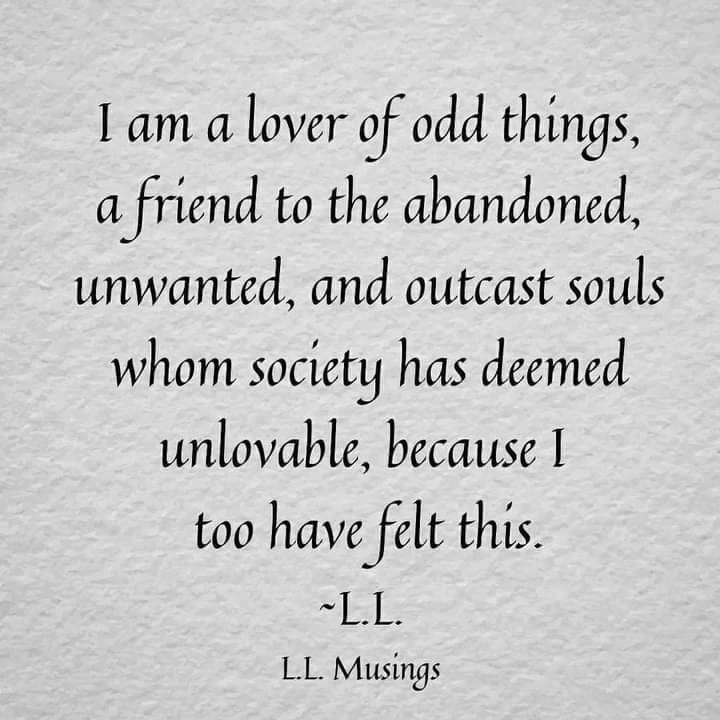 I am a lover of odd things,
a friend to the abandoned,
unwanted, and outcast souls
whom society has deemed
unlovable, because I
too have felt this.
~L.L.
L.L. Musings